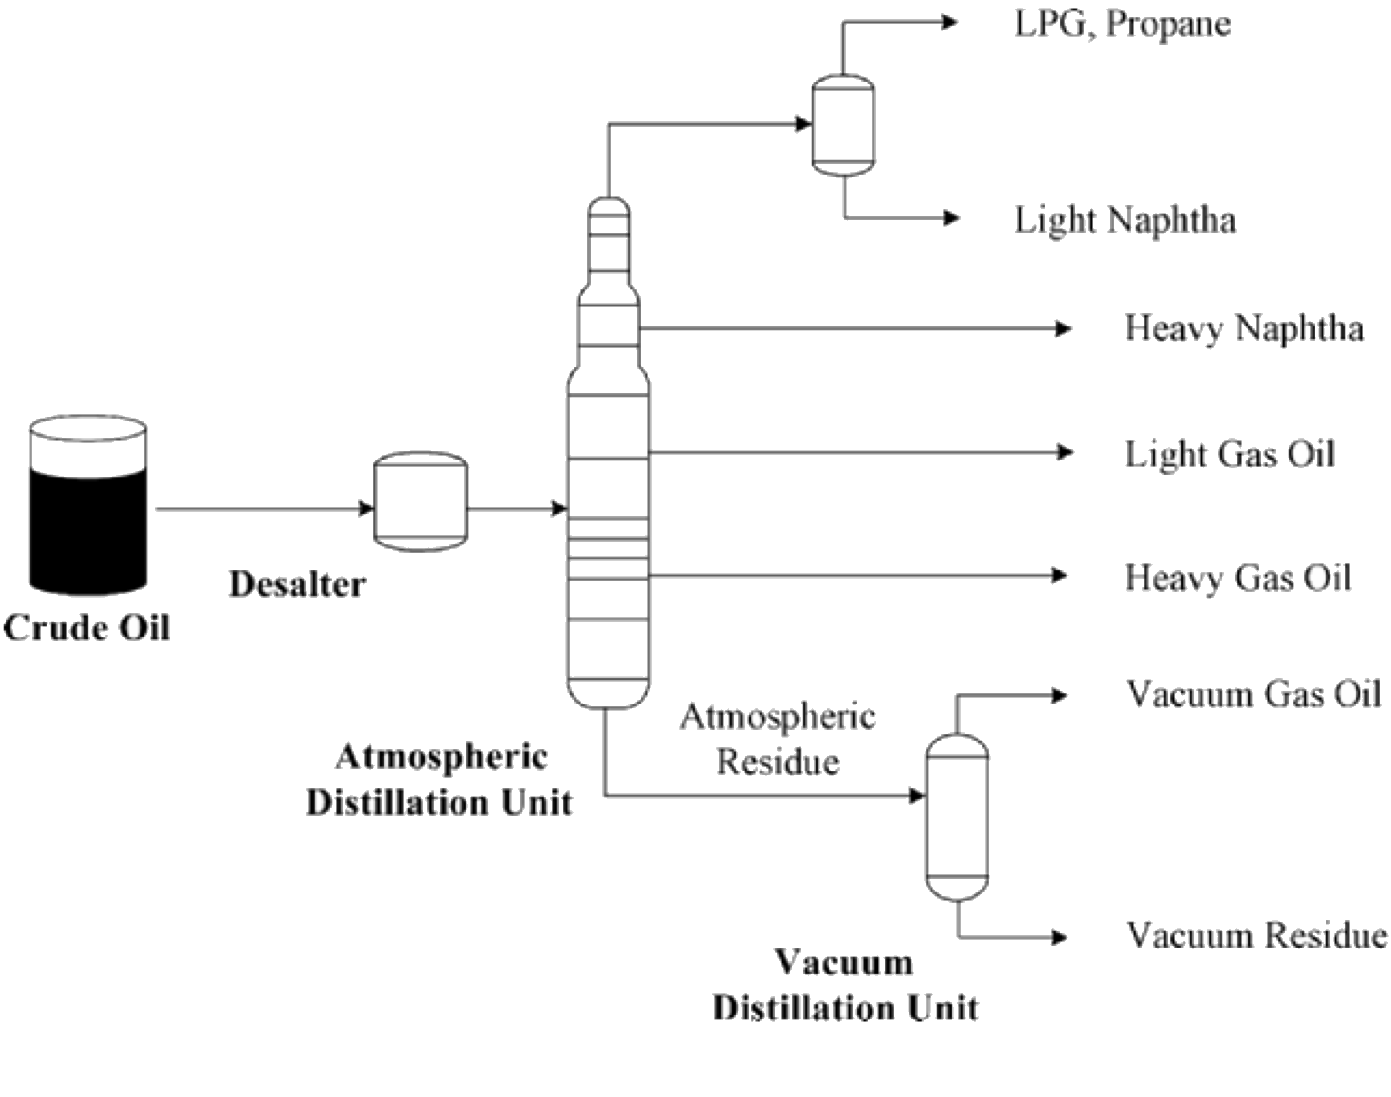 LPG, Propane
Light Naphtha
Heavy Naphtha
Light Gas Oil
Heavy Gas Oil
Desalter
Crude Oil
Vacuum Gas Oil
Atmospheric
Residue
Atmospheric
Distillation Unit
Vacuum Residue
Vacuum
Distillation Unit